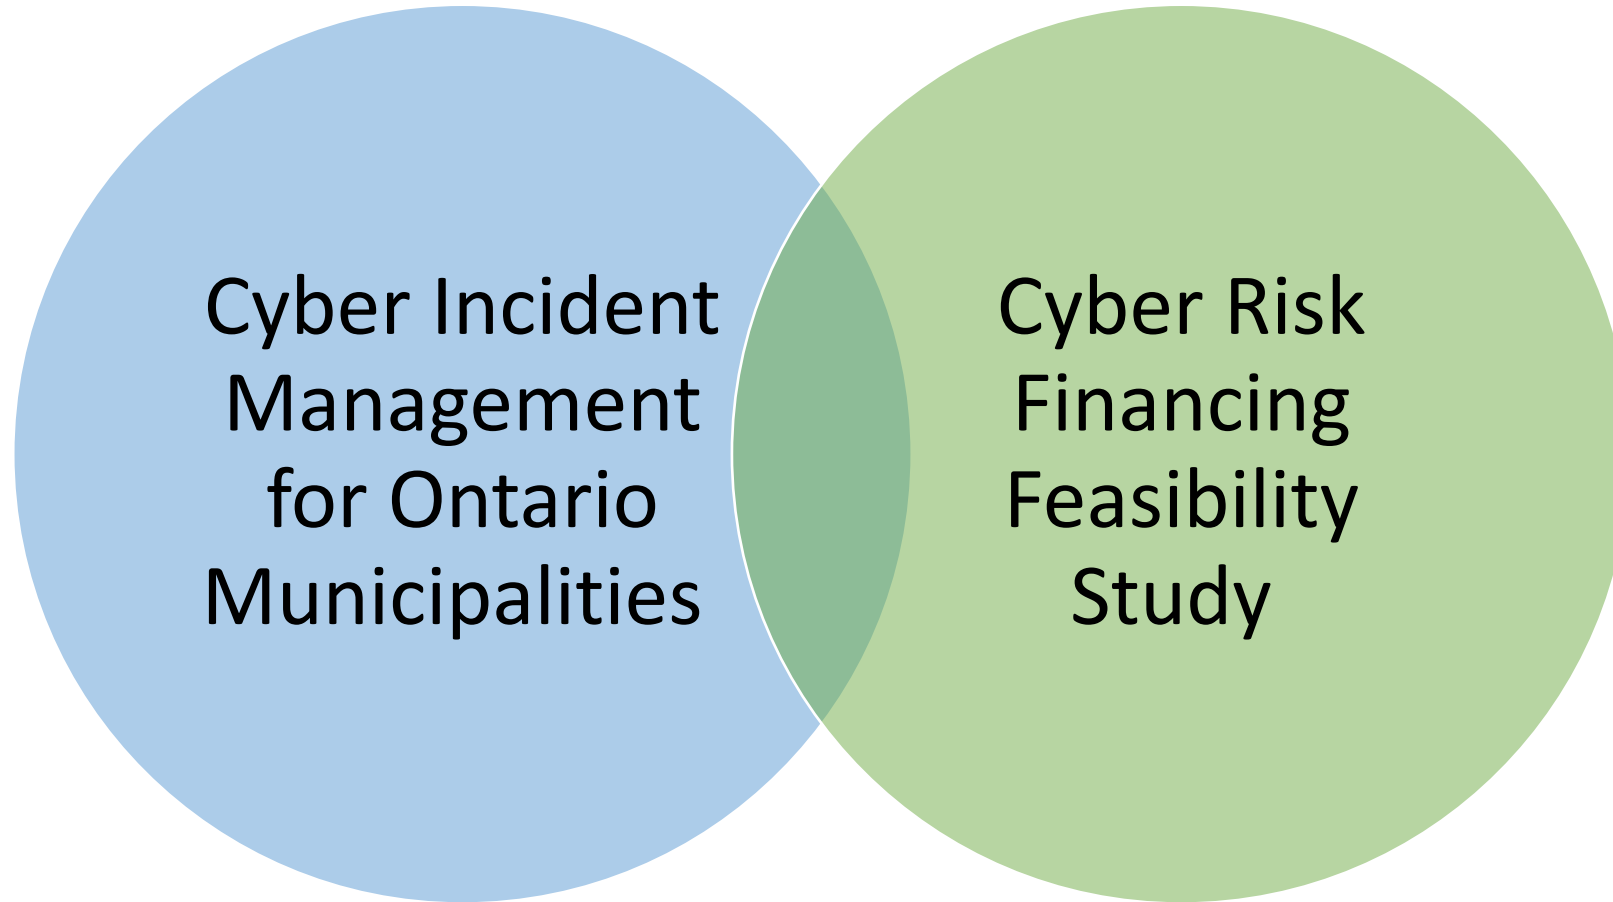 Cyber Incident
Management
for Ontario
Municipalities
Cyber Risk
Financing
Feasibility
Study